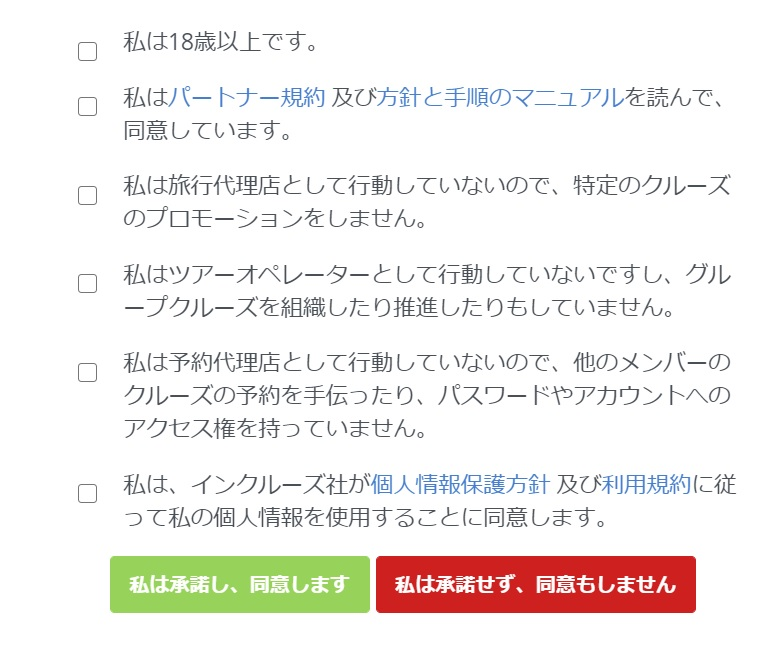 私は18歳以上です。
私はパートナー規約 及び方針と手順のマニュアルを読んで、
同意しています。
私は旅行代理店として行動していないので、特定のクルーズ
のプロモーションをしません。
私はツアーオペレーターとして行動していないですし、グル
ープクルーズを組織したり推進したりもしていません。
私は予約代理店として行動していないので、他のメンバーの
クルーズの予約を手伝ったり、パスワードやアカウントへの
アクセス権を持っていません。
私は、インクルーズ社が個人情報保護方針 及び利用規約に従
って私の個人情報を使用することに同意します。
私は承諾し、同意します 私は承諾せず、同意もしません